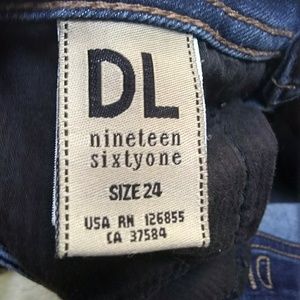 DL
nineteen
sixtyone
SIZE 24
USA RN 126855
CA 37584